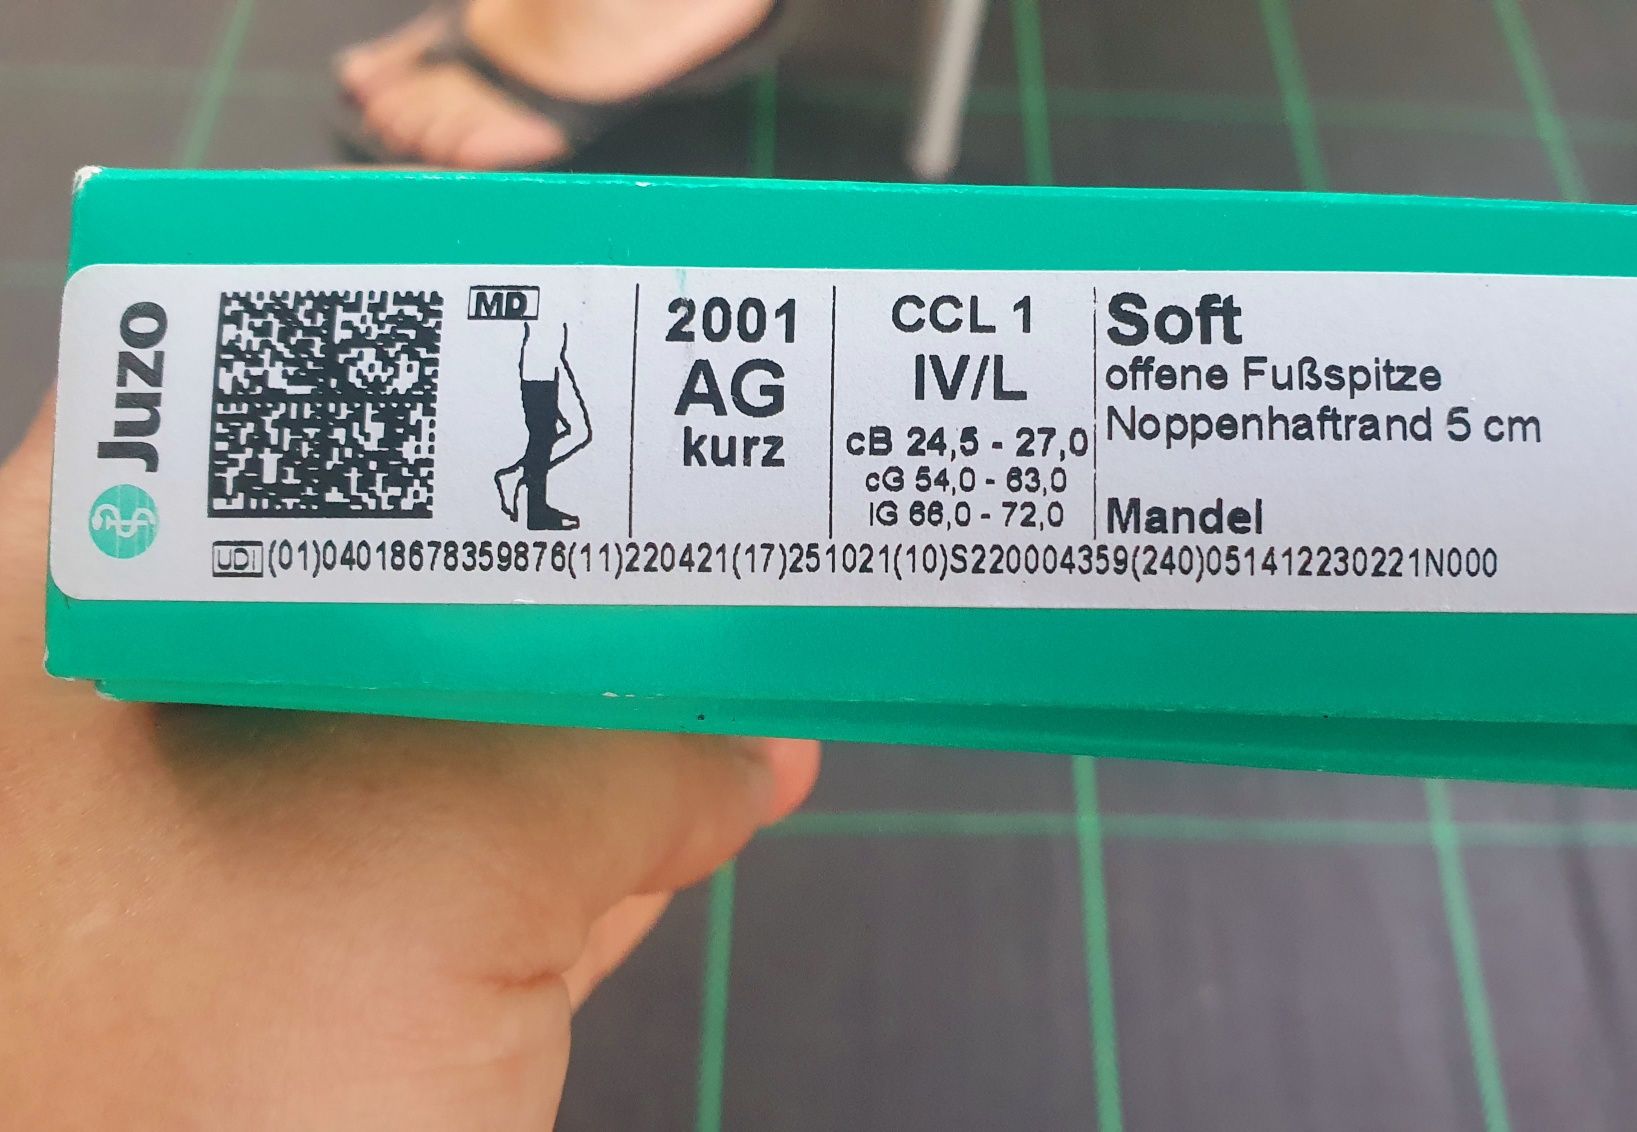 Juzo
MD
2001
AG
kurz
CCL 1
IV/L
cB 24,5 - 27,0
cG 54,0 - 63,0
lG 66,0 - 72,0
Soft
offene Fußspitze
Noppenhaftrand 5 cm
Mandel
UDI (01)04018678359876(11)220421(17)251021(10)S220004359(240)051412230221N000